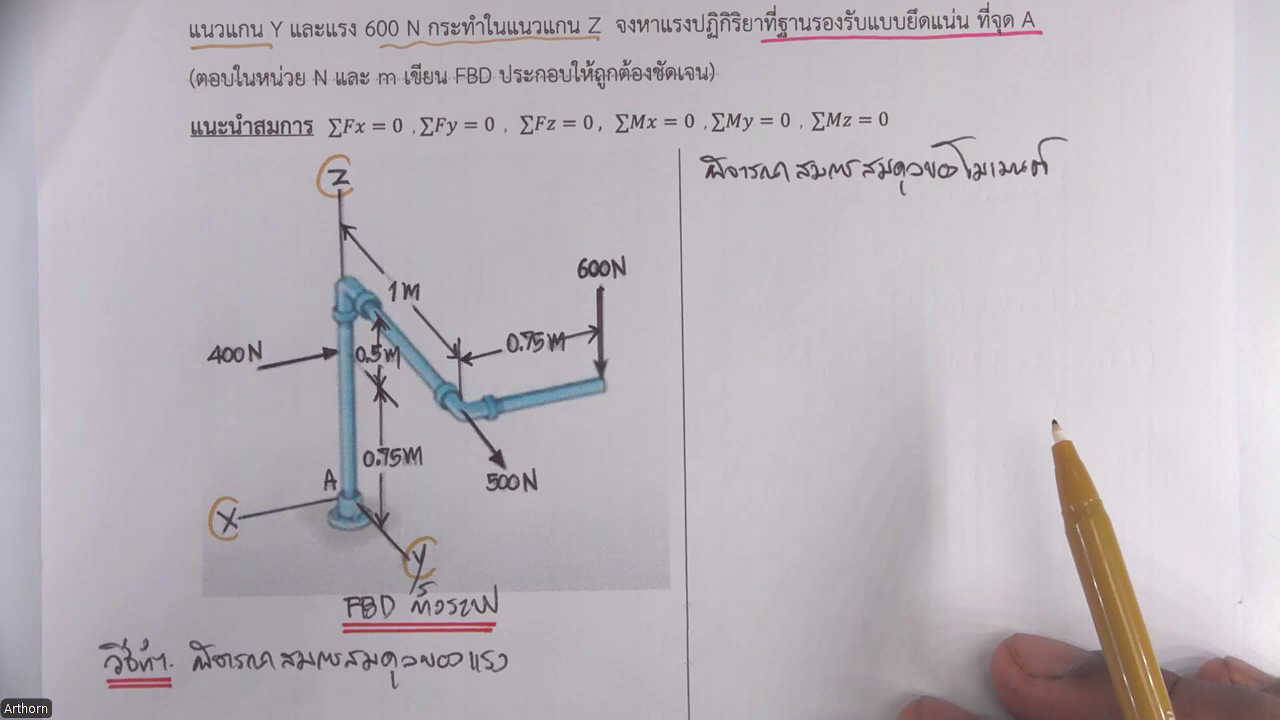 แนวแกน Y และแรง 600 N กระทำในแนวแกน Z จงหาแรงปฏิกิริยาที่ฐานรองรับแบบยึดแน่น ที่จุด A
(ตอบในหน่วย N และ m เขียน FBD ประกอบให้ถูกต้องชัดเจน)
แนะนำสมการ ∑Fx = 0 , ∑Fy = 0 , ∑Fz = 0, ∑Mx = 0 , ∑My = 0 , ∑Mz = 0
พิจารณาสมการสมดุลของโมเมนต์
Z
1m
600N
400N
0.5m
0.75m
0.75m
A
500N
X
Y
FBD ทั้งระบบ
วิธีทำ. พิจารณาสมการสมดุลของแรง
Arthorn